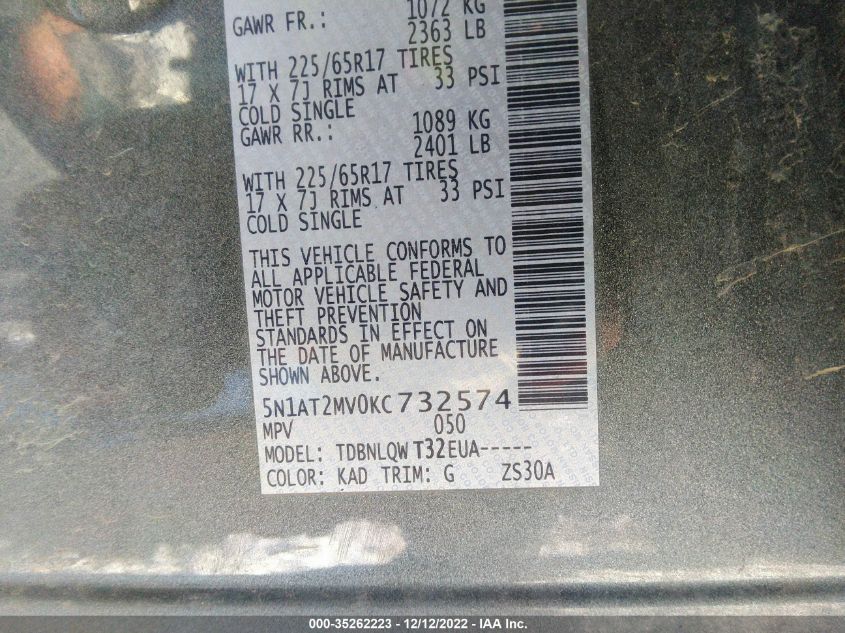 1072 KG
GAWR FR.: 2363 LB
WITH 225/65R17 TIRES
17 X 7J RIMS AT 33 PSI
COLD SINGLE
GAWR RR.: 1089 KG
2401 LB
WITH 225/65R17 TIRES
17 X 7J RIMS AT 33 PSI
COLD SINGLE
THIS VEHICLE CONFORMS TO
ALL APPLICABLE FEDERAL
MOTOR VEHICLE SAFETY AND
THEFT PREVENTION
STANDARDS IN EFFECT ON
THE DATE OF MANUFACTURE
SHOWN ABOVE.
5N1AT2MV0KC732574
MPV 050
MODEL: TDBNLQW T32EUA-----
COLOR: KAD TRIM: G ZS30A
000-35262223 - 12/12/2022 - IAA Inc.